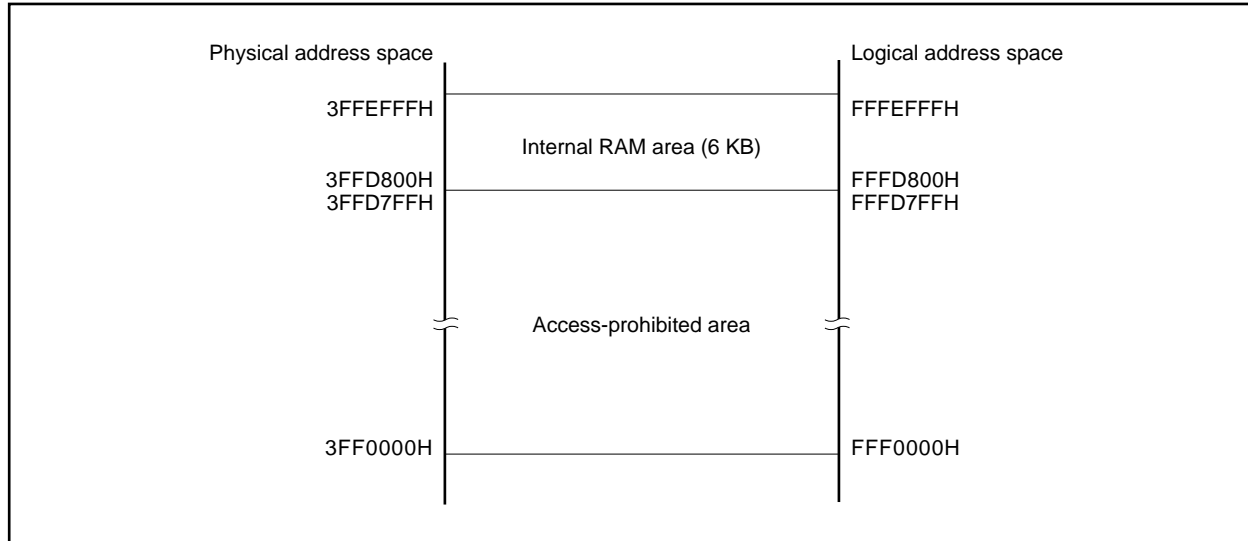 Physical address space
Logical address space
3FFEFFFH
FFFEFFFH
Internal RAM area (6 KB)
3FFD800H
FFFD800H
3FFD7FFH
FFFD7FFH
Access-prohibited area
3FF0000H
FFF0000H